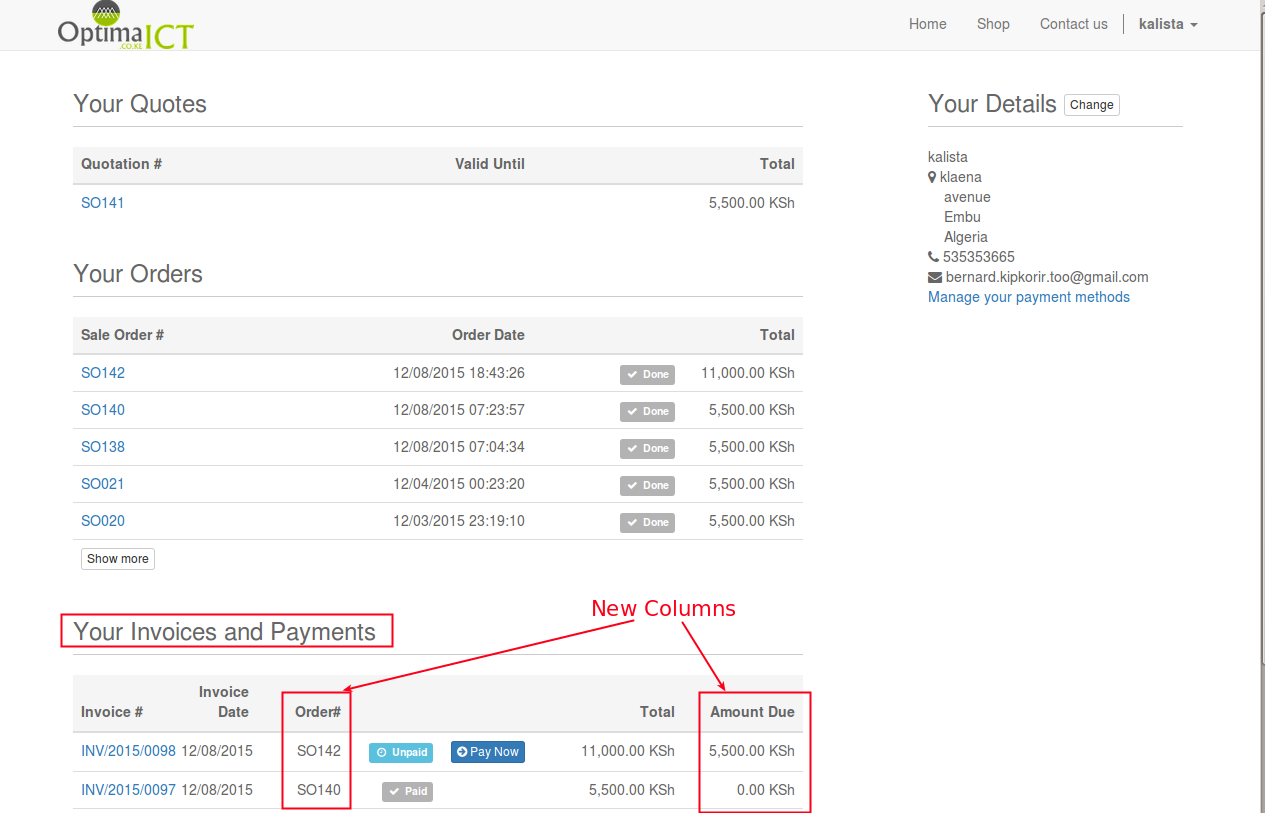 Optima ICT
.CO.KE
Home Shop Contact us kalista
Your Quotes
Quotation # Valid Until Total
SO141 5,500.00 KSh
Your Orders
Sale Order # Order Date Total
SO142 12/08/2015 18:43:26 Done 11,000.00 KSh
SO140 12/08/2015 07:23:57 Done 5,500.00 KSh
SO138 12/08/2015 07:04:34 Done 5,500.00 KSh
SO021 12/04/2015 00:23:20 Done 5,500.00 KSh
SO020 12/03/2015 23:19:10 Done 5,500.00 KSh
Show more
New Columns
Your Invoices and Payments
Invoice # Invoice Date Order# Total Amount Due
INV/2015/0098 12/08/2015 SO142 Unpaid Pay Now 11,000.00 KSh 5,500.00 KSh
INV/2015/0097 12/08/2015 SO140 Paid 5,500.00 KSh 0.00 KSh
Your Details Change
kalista
klaena
avenue
Embu
Algeria
535353665
bernard.kipkorir.too@gmail.com
Manage your payment methods